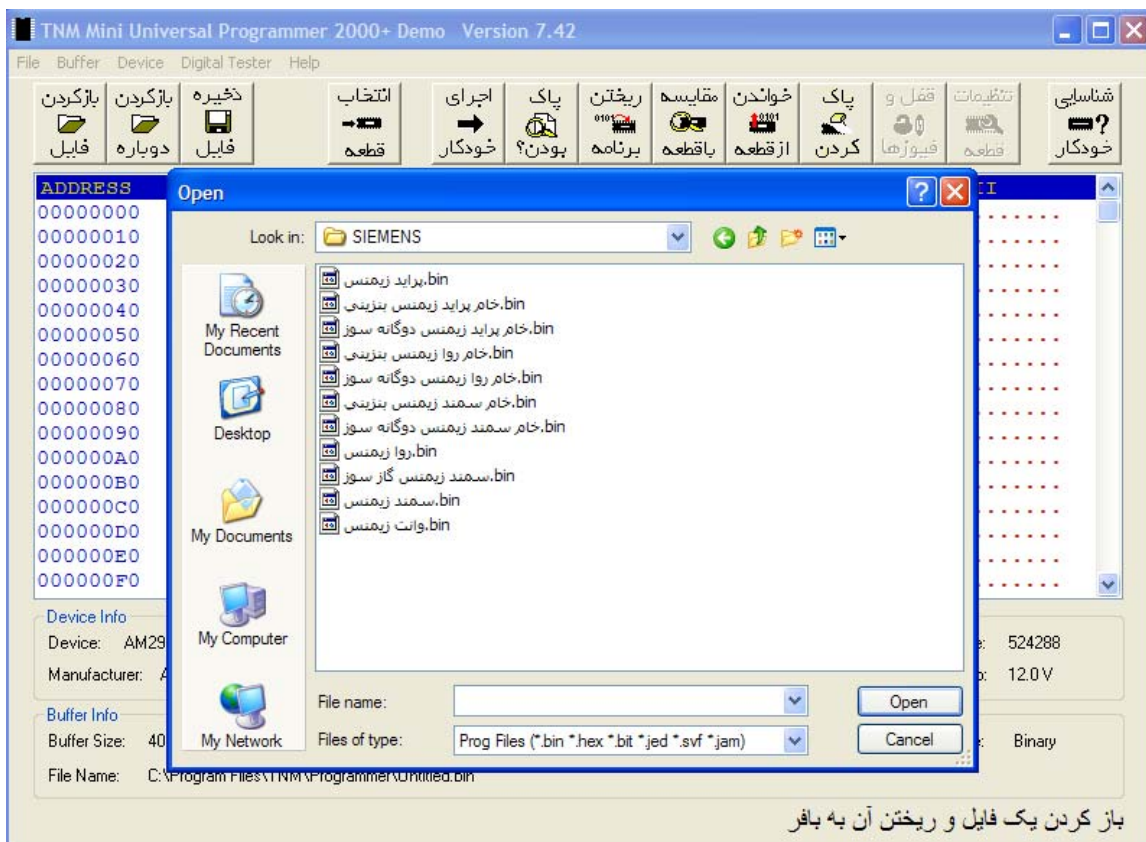 TNM Mini Universal Programmer 2000+ Demo Version 7.42
File Buffer Device Digital Tester Help
بازکردن فایل
بازکردن دوباره
ذخیره فایل
انتخاب قطعه
اجرای خودکار
پاک بودن؟
ریختن برنامه
مقایسه باقطعه
خواندن ازقطعه
پاک کردن
قفل و فیوزها
تنظیمات قطعه
شناسایی خودکار
ADDRESS
II
00000000
00000010
00000020
00000030
00000040
00000050
00000060
00000070
00000080
00000090
000000A0
000000B0
000000C0
000000D0
000000E0
000000F0
Open
Look in: SIEMENS
My Recent Documents
Desktop
My Documents
My Computer
My Network
پراید زیمنس.bin
خام پراید زیمنس بنزینی.bin
خام پراید زیمنس دوگانه سوز.bin
خام روا زیمنس بنزینی.bin
خام روا زیمنس دوگانه سوز.bin
خام سمند زیمنس بنزینی.bin
خام سمند زیمنس دوگانه سوز.bin
روا زیمنس.bin
سمند زیمنس گاز سوز.bin
سمند زیمنس.bin
وانت زیمنس.bin
File name:
Open
Files of type: Prog Files (*.bin *.hex *.bit *.jed *.svf *.jam)
Cancel
Device Info
Device: AM29
524288
Manufacturer:
12.0 V
Buffer Info
Buffer Size: 40
Binary
File Name: C:\Program Files\TNM\Programmer\Untitled.bin
باز کردن یک فایل و ریختن آن به بافر